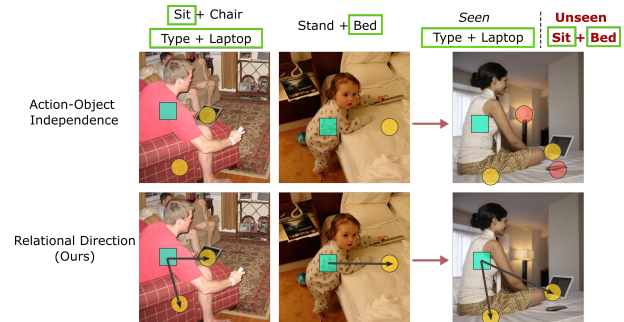 Sit + Chair
Type + Laptop
Stand + Bed
Seen
Type + Laptop
Unseen
Sit + Bed
Action-Object
Independence
Relational Direction
(Ours)